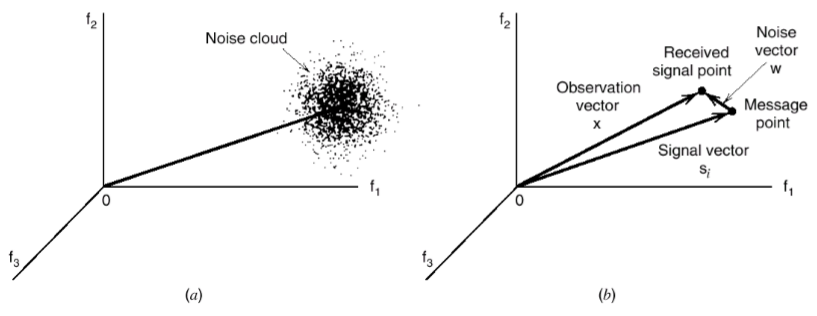 f2
Noise cloud
f1
0
f3
(a)
f2
Noise
vector
w
Received
signal point
Observation
vector
x
Message
point
Signal vector
si
f1
0
f3
(b)